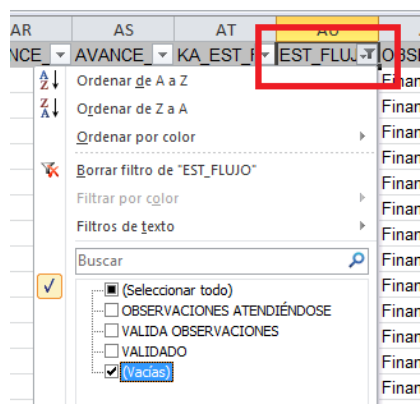 AR AS AT AU
NCE_ AVANCE_ KA_EST_F EST_FLUJ OBSE
Ordenar de A a Z Finan
Ordenar de Z a A Finan
Ordenar por color Finan
Finan
Borrar filtro de "EST_FLUJO" Finan
Filtrar por color Finan
Filtros de texto Finan
Buscar Finan
(Seleccionar todo) Finan
OBSERVACIONES ATENDIÉNDOSE Finan
VALIDA OBSERVACIONES Finan
VALIDADO Finan
(Vacías) Finan